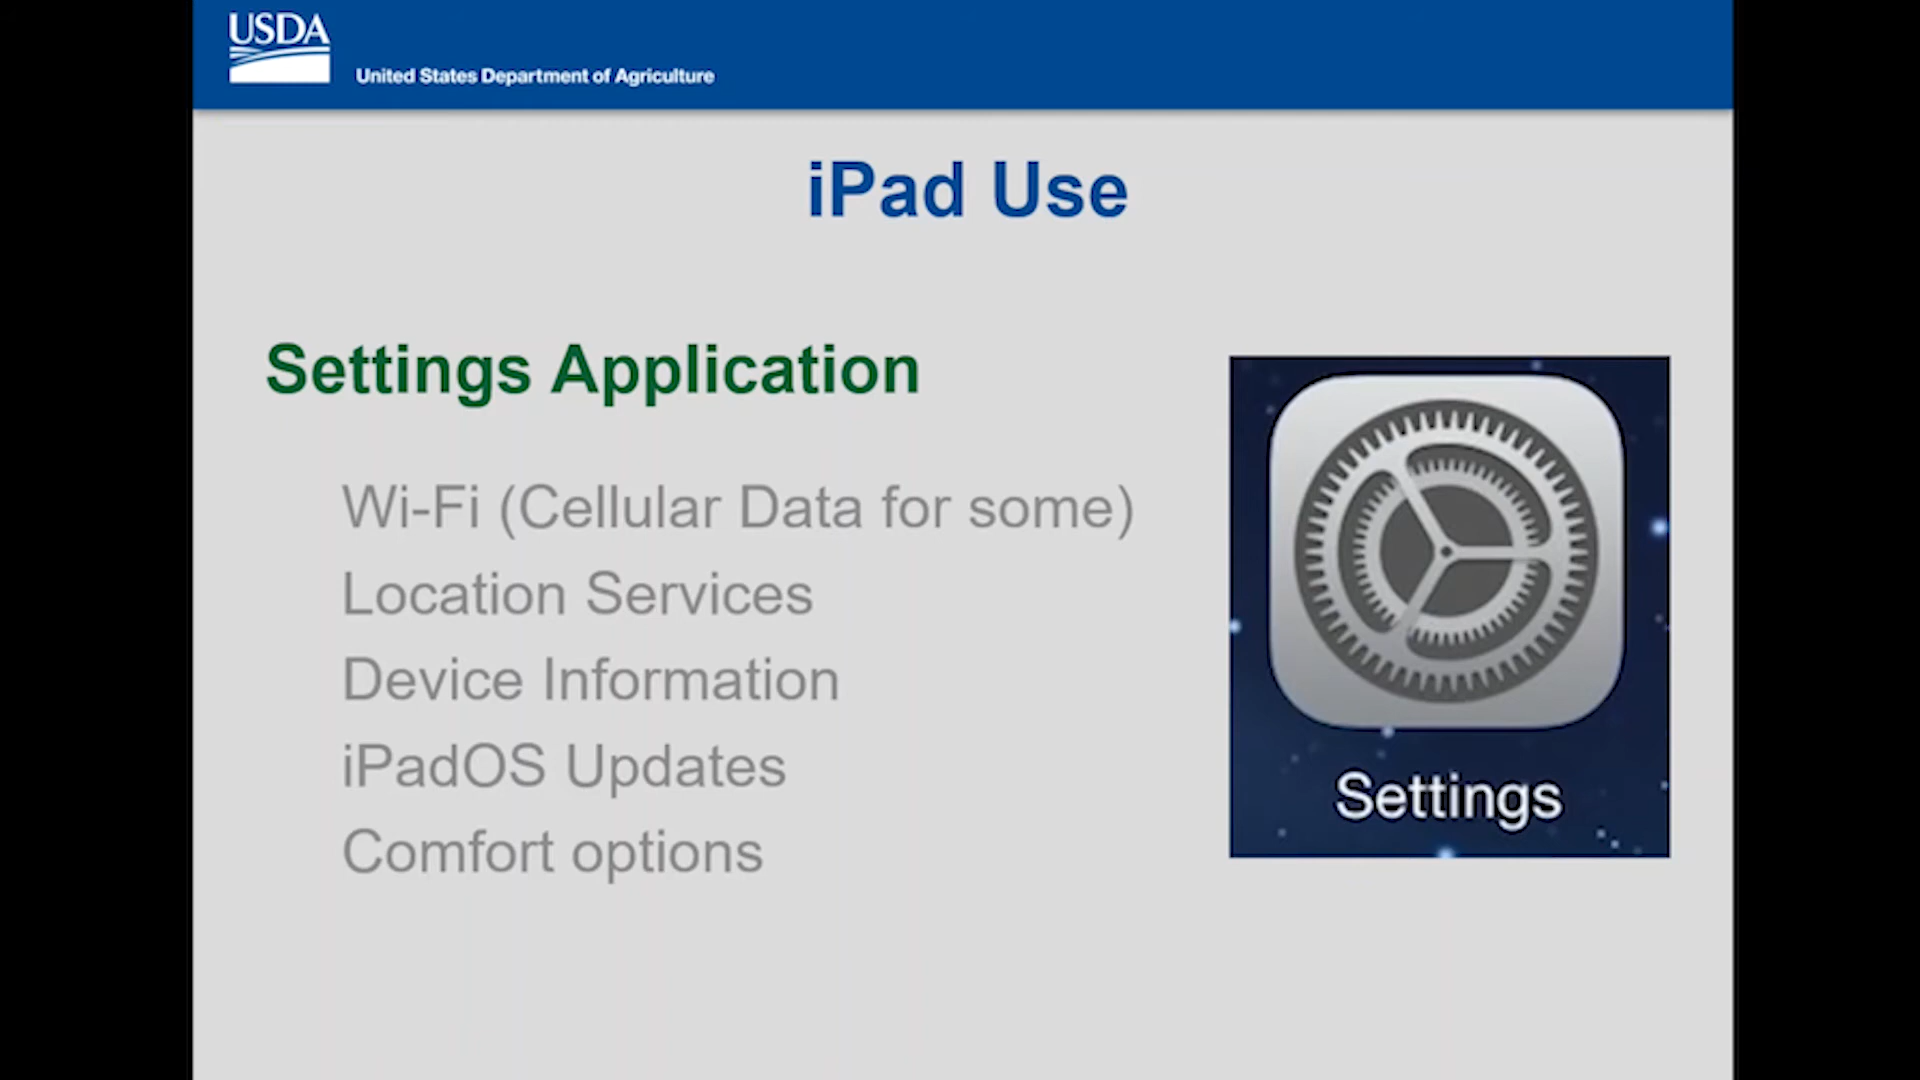 USDA
United States Department of Agriculture
iPad Use
Settings Application
Wi-Fi (Cellular Data for some)
Location Services
Device Information
iPadOS Updates
Comfort options
Settings